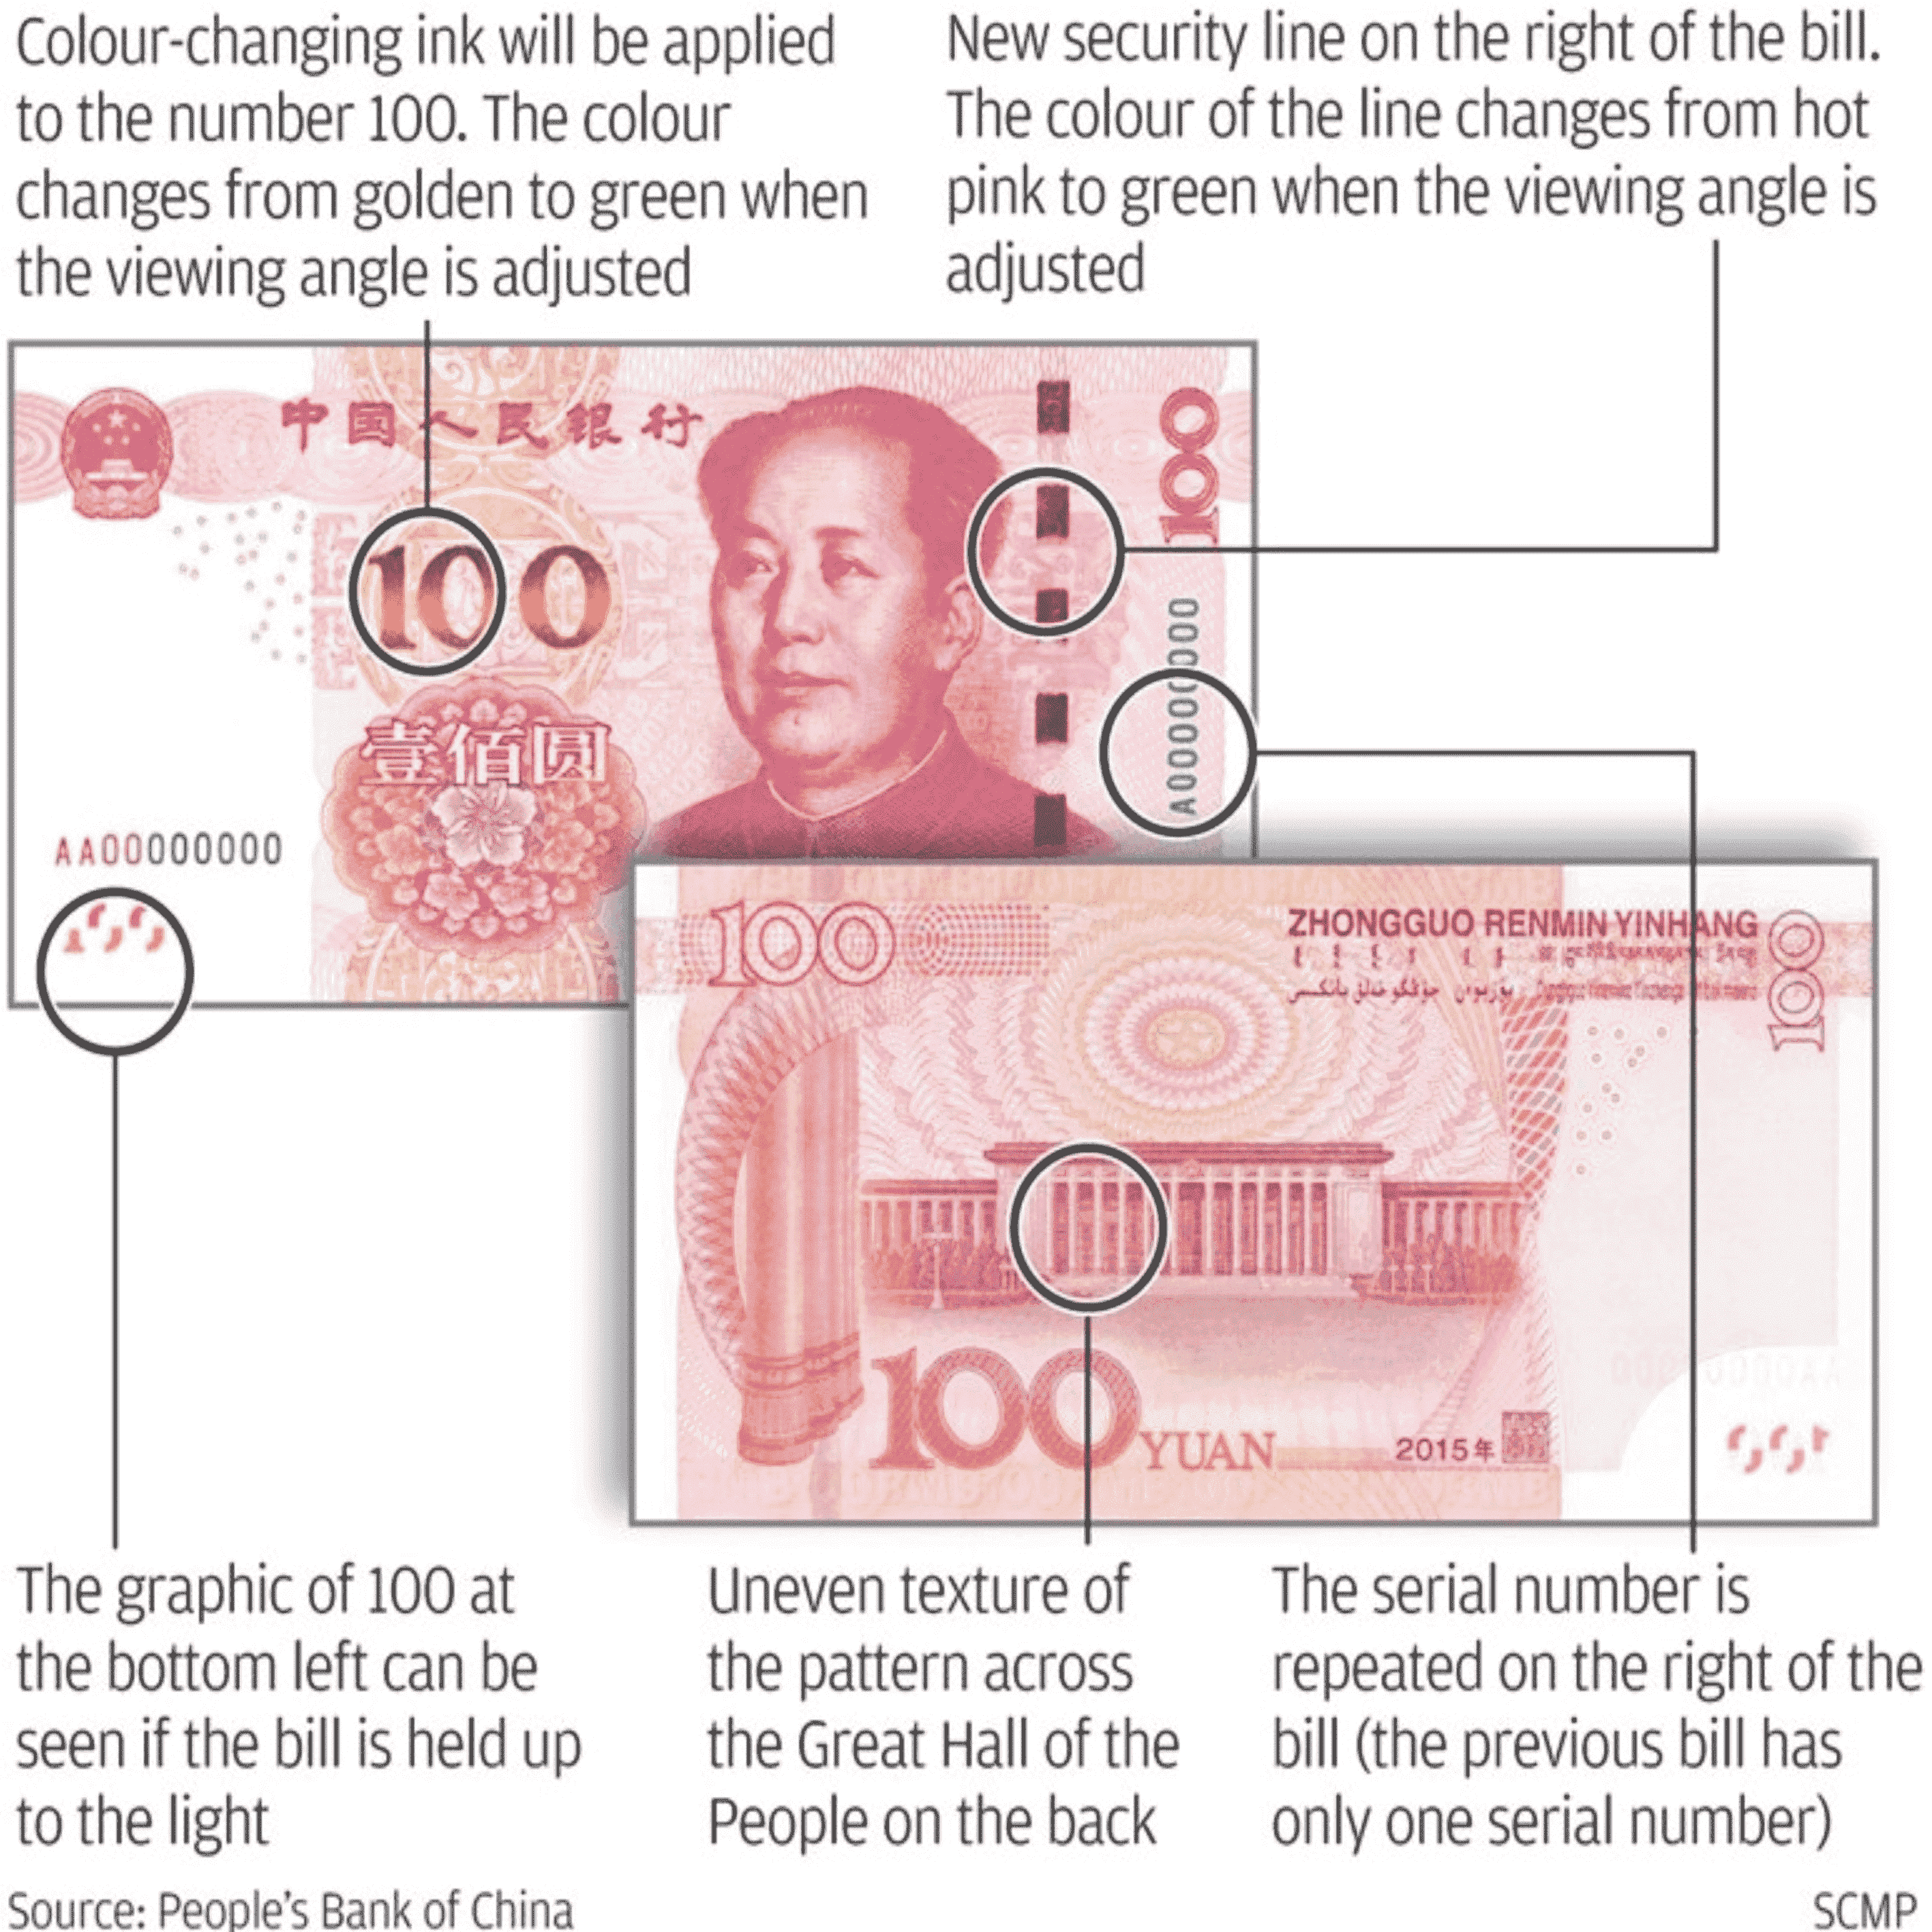 Colour-changing ink will be applied
to the number 100. The colour
changes from golden to green when
the viewing angle is adjusted
New security line on the right of the bill.
The colour of the line changes from hot
pink to green when the viewing angle is
adjusted
中国人民银行
100
100
壹佰圆
A00000000
AA00000000
100
ZHONGGUO RENMIN YINHANG
100
100 YUAN
2015年
The graphic of 100 at
the bottom left can be
seen if the bill is held up
to the light
Uneven texture of
the pattern across
the Great Hall of the
People on the back
The serial number is
repeated on the right of the
bill (the previous bill has
only one serial number)
Source: People's Bank of China
SCMP